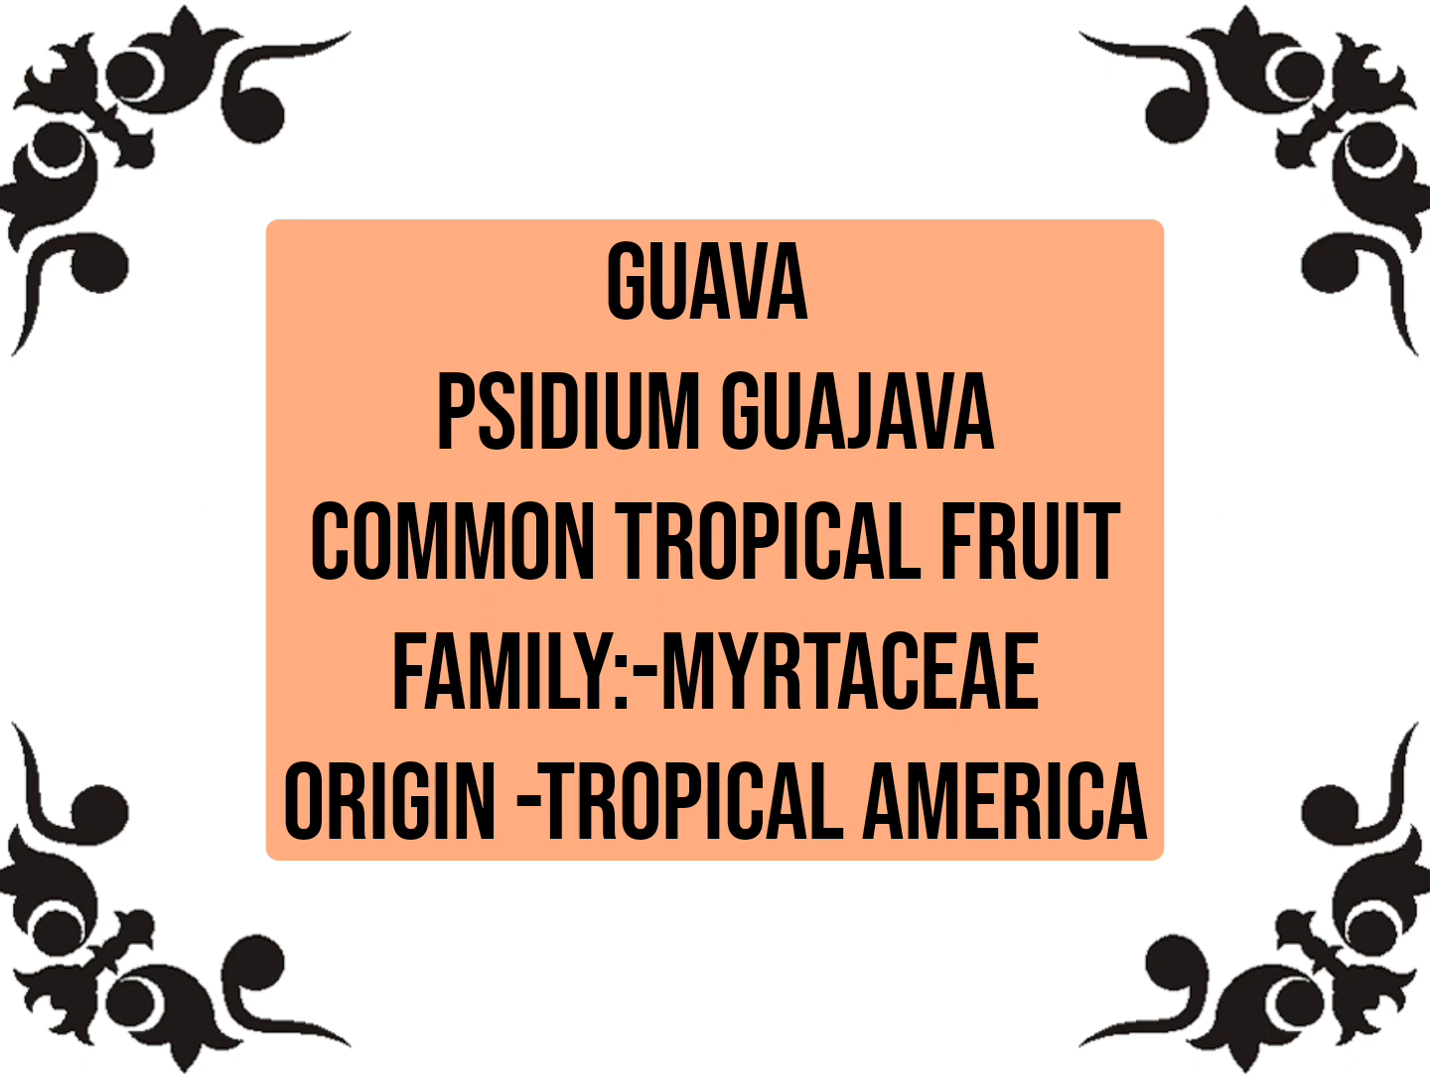 GUAVA
PSIDIUM GUAJAVA
COMMON TROPICAL FRUIT
FAMILY:-MYRTACEAE
ORIGIN -TROPICAL AMERICA